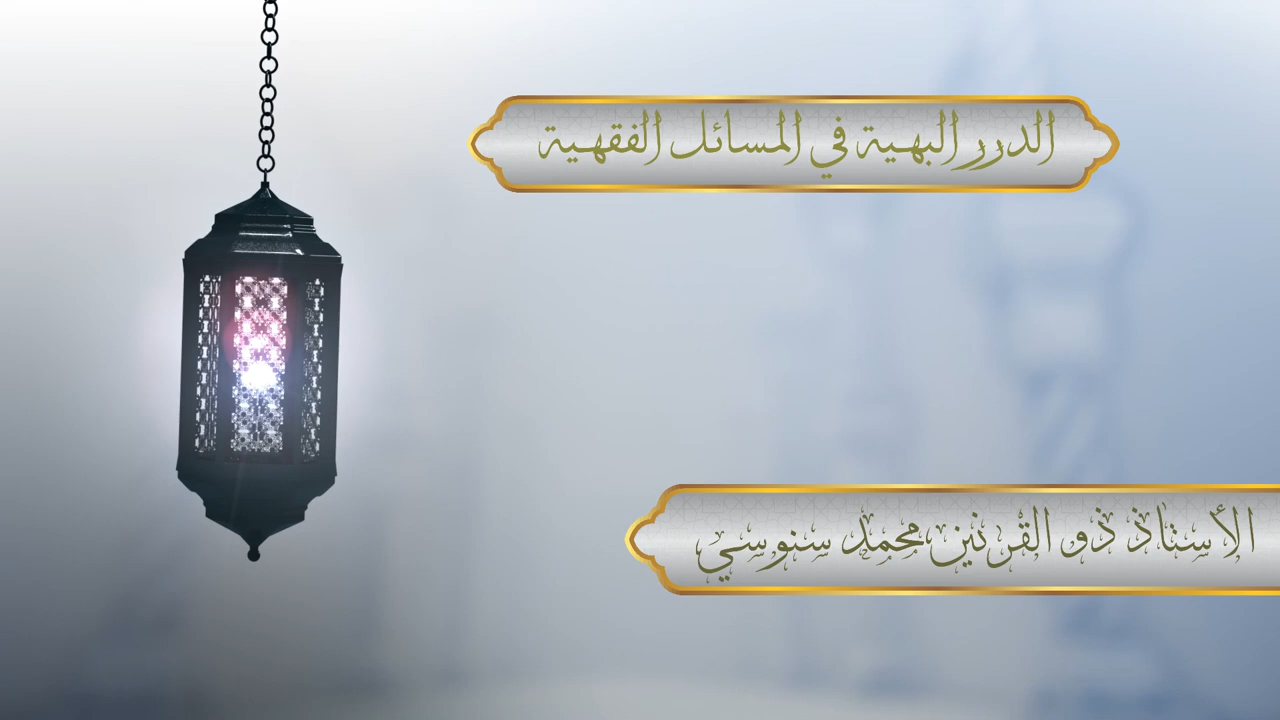 الدرر البهية في المسائل الفقهية
الأستاذ ذو القرنين محمد سنوسي